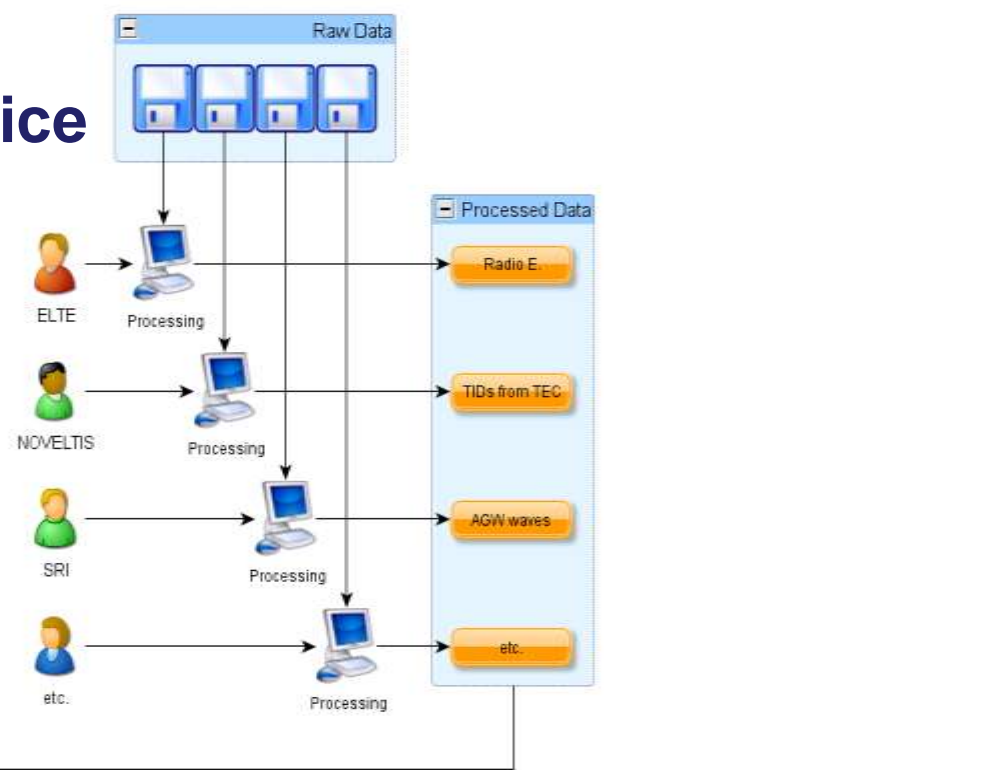 Raw Data
ice
Processed Data
Radio E.
ELTE
Processing
TIDs from TEC
NOVELTIS
Processing
AGW waves
SRI
Processing
etc.
etc.
Processing